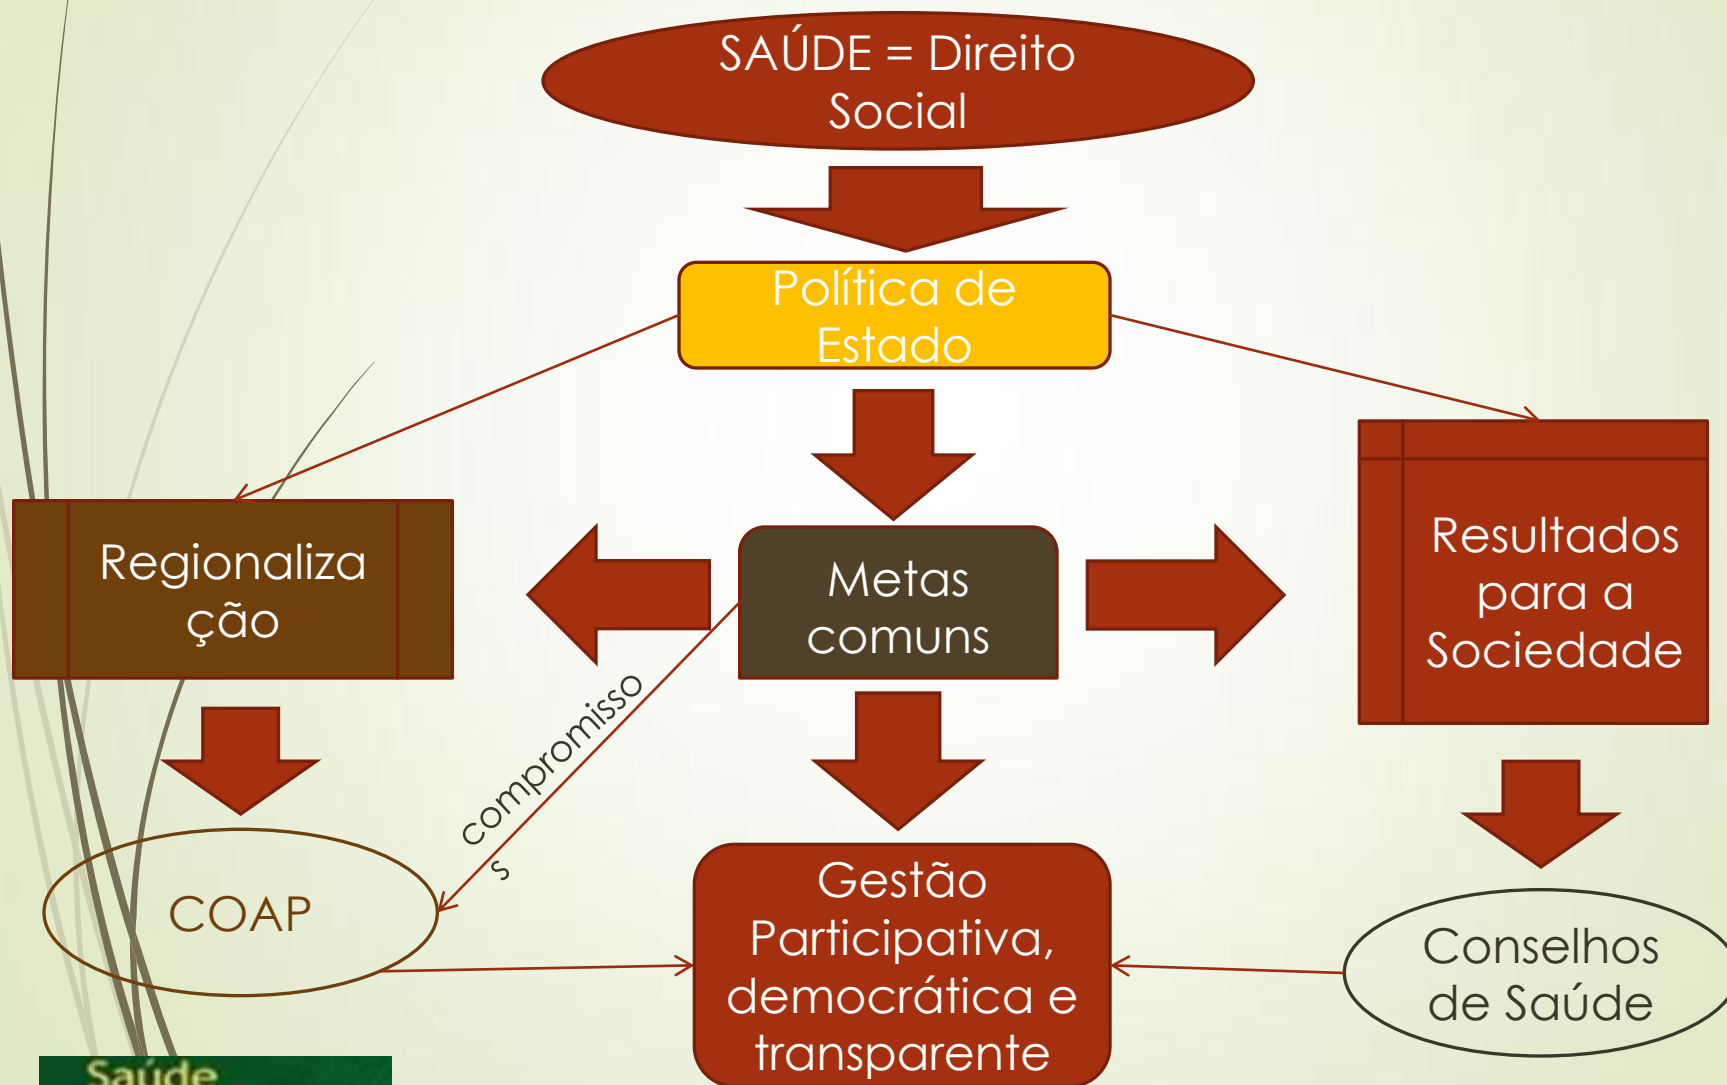 SAÚDE = Direito
Social
Política de
Estado
Regionaliza
ção
Metas
comuns
Resultados
para a
Sociedade
compromisso
s
COAP
Gestão
Participativa,
democrática e
transparente
Conselhos
de Saúde
Saúde